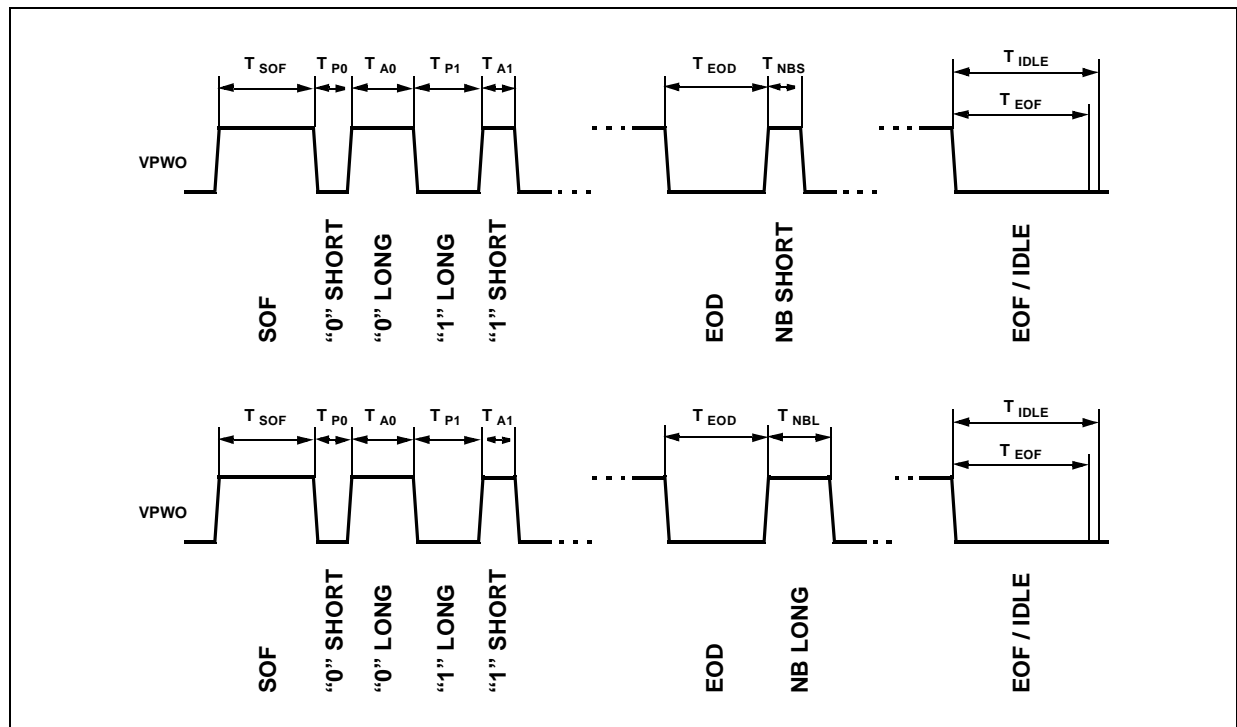 T SOF T P0 T A0 T P1 T A1 T EOD T NBS T IDLE
T EOF
VPWO
SOF
“0” SHORT
“0” LONG
“1” LONG
“1” SHORT
EOD
NB SHORT
EOF / IDLE
T SOF T P0 T A0 T P1 T A1 T EOD T NBL T IDLE
T EOF
VPWO
SOF
“0” SHORT
“0” LONG
“1” LONG
“1” SHORT
EOD
NB LONG
EOF / IDLE